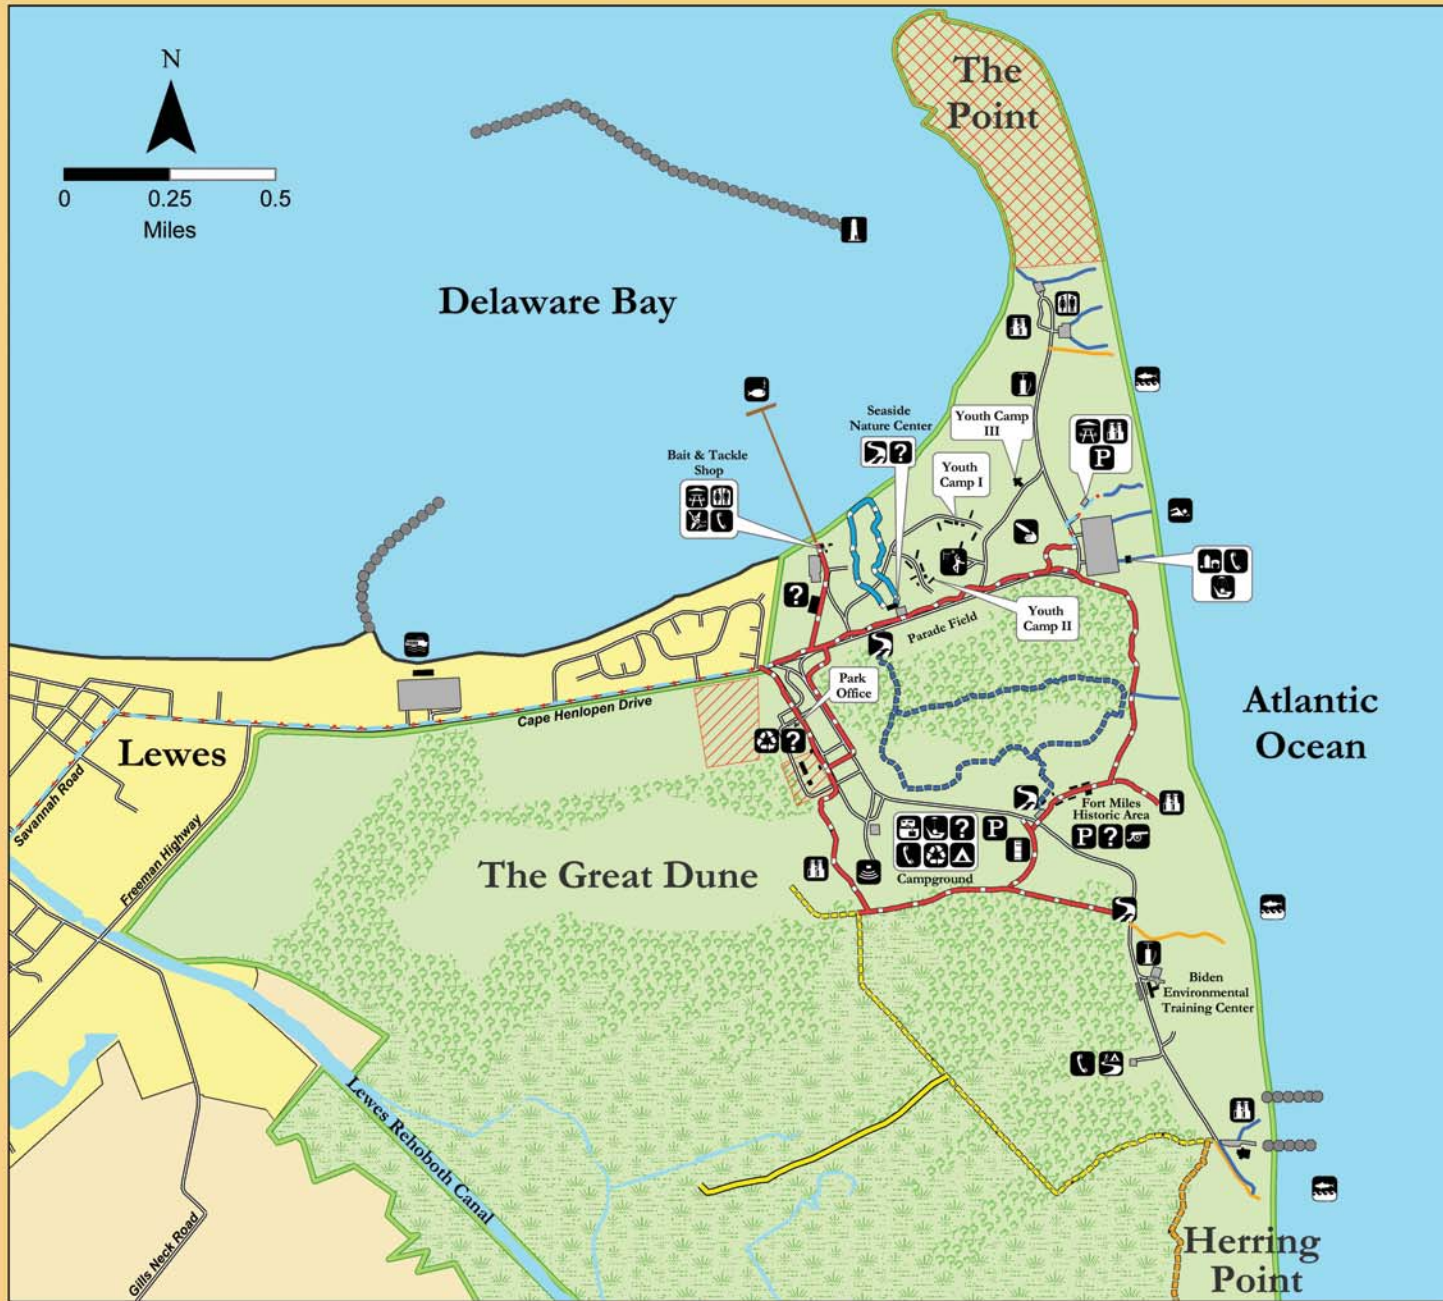 The
Point
N
0 0.25 0.5
Miles
Delaware Bay
Seaside
Nature Center
?
Youth Camp
III
Youth
Camp I
P
Bait & Tackle
Shop
?
Youth
Camp II
Parade Field
Park
Office
Cape Henlopen Drive
Lewes
Savannah Road
Freeman Highway
?
Atlantic
Ocean
The Great Dune
?
P
Campground
Fort Miles
Historic Area
P ?
Biden
Environmental
Training Center
Lewes Rehoboth Canal
Gills Neck Road
Herring
Point